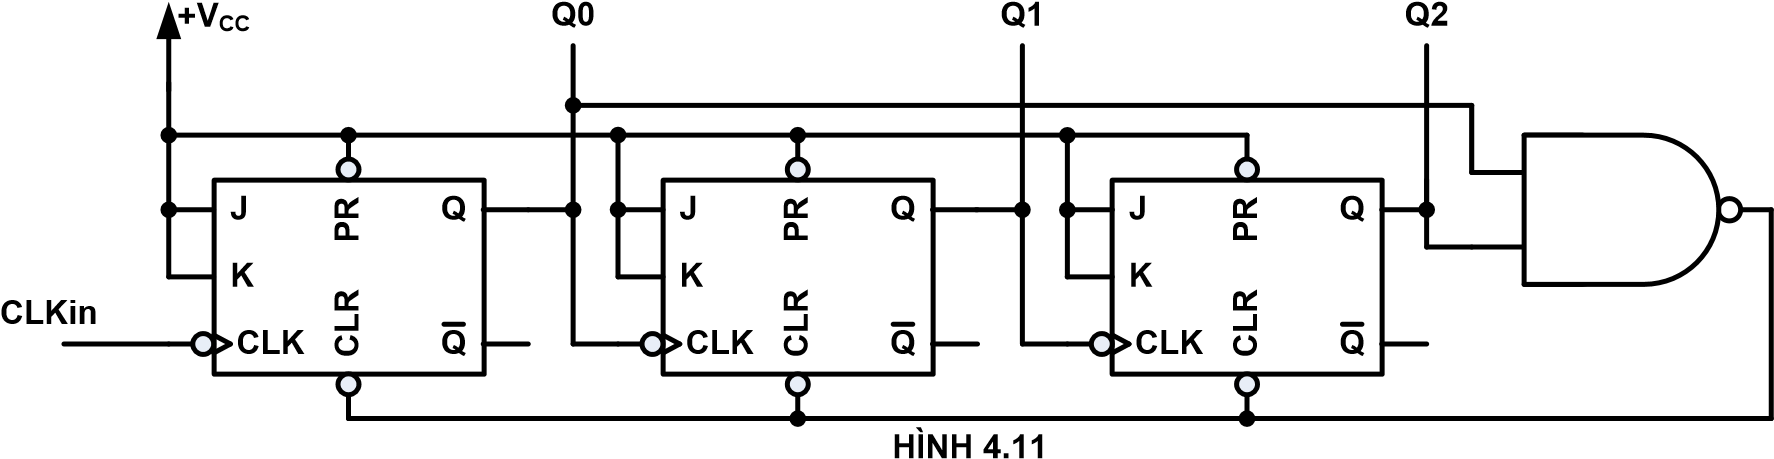 +VCC
Q0
Q1
Q2
J
PR
Q
J
PR
Q
J
PR
Q
K
K
K
CLKin
CLK
CLR
Q̅
CLK
CLR
Q̅
CLK
CLR
Q̅
HÌNH 4.11